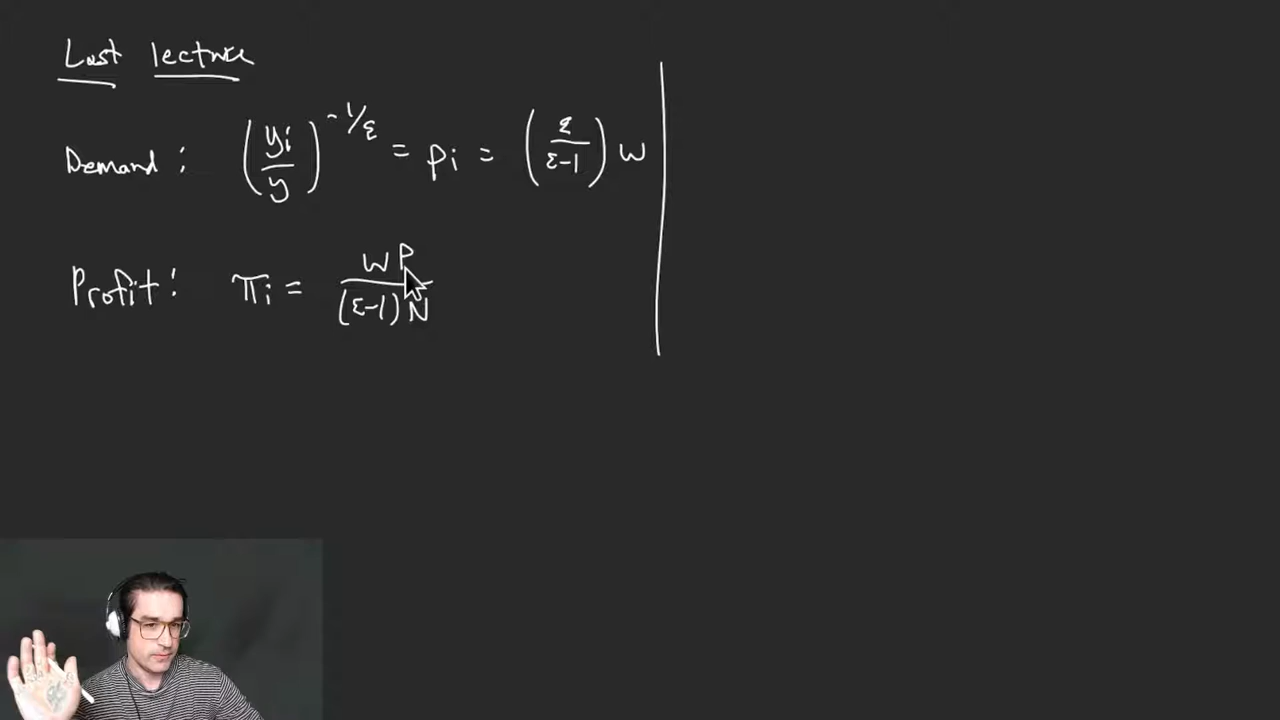 Last lecture
Demand: (yi/y)^-1/ε = pi = (ε/ε-1) w
Profit: πi = wP/(ε-1)N